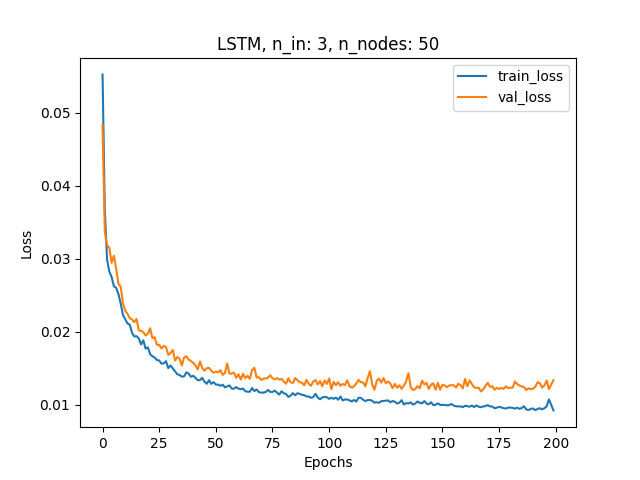 LSTM, n_in: 3, n_nodes: 50
train_loss
val_loss
0.05
0.04
0.03
0.02
0.01
Loss
0 25 50 75 100 125 150 175 200
Epochs